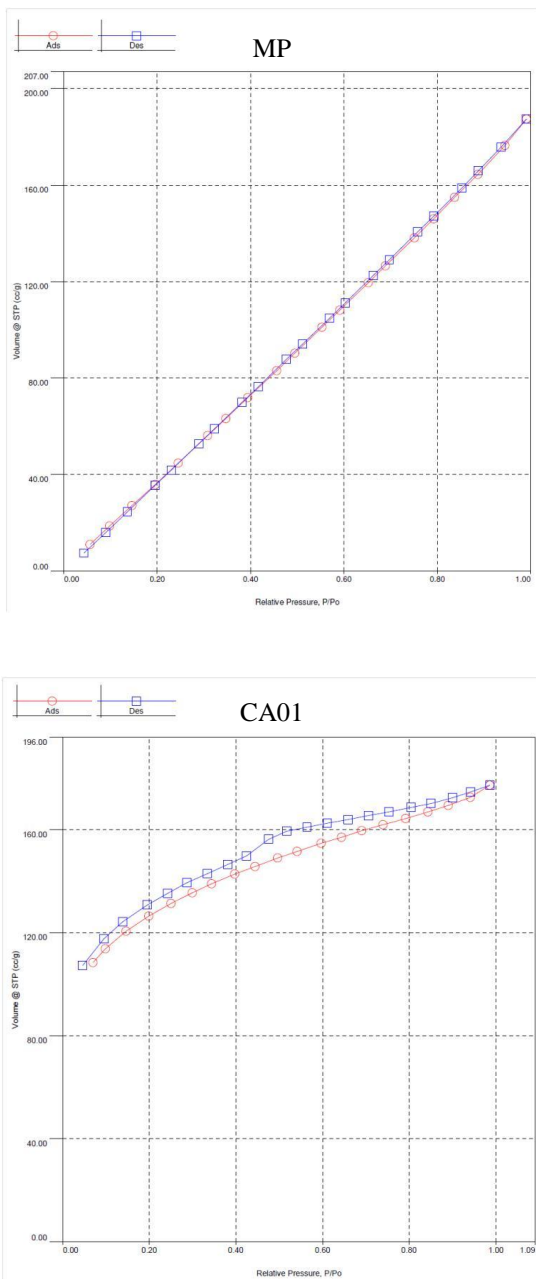 Ads Des
MP
207.00
200.00
160.00
120.00
80.00
40.00
0.00
Volume @ STP (cc/g)
0.00 0.20 0.40 0.60 0.80 1.00
Relative Pressure, P/Po
Ads Des
CA01
196.00
160.00
120.00
80.00
40.00
0.00
Volume @ STP (cc/g)
0.00 0.20 0.40 0.60 0.80 1.00 1.09
Relative Pressure, P/Po